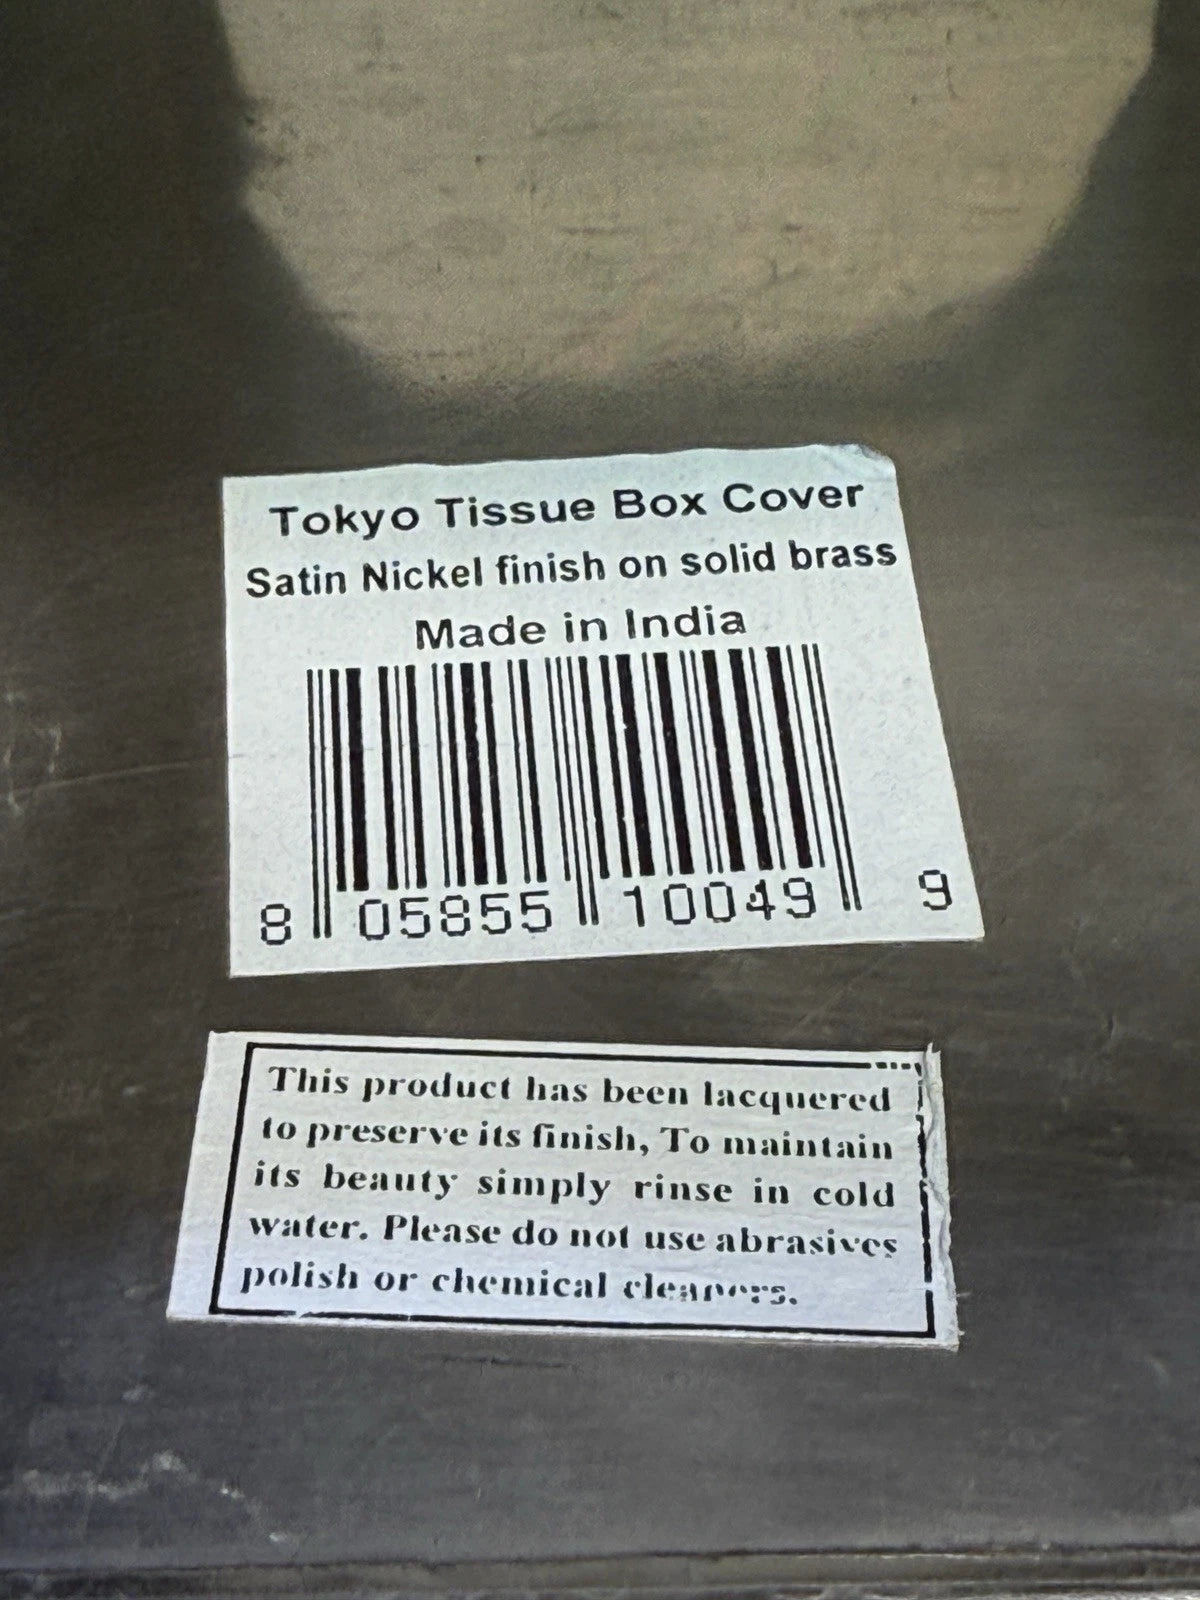 Tokyo Tissue Box Cover
Satin Nickel finish on solid brass
Made in India
8 05855 10049 9
This product has been lacquered
to preserve its finish, To maintain
its beauty simply rinse in cold
water. Please do not use abrasives
polish or chemical cleaners.